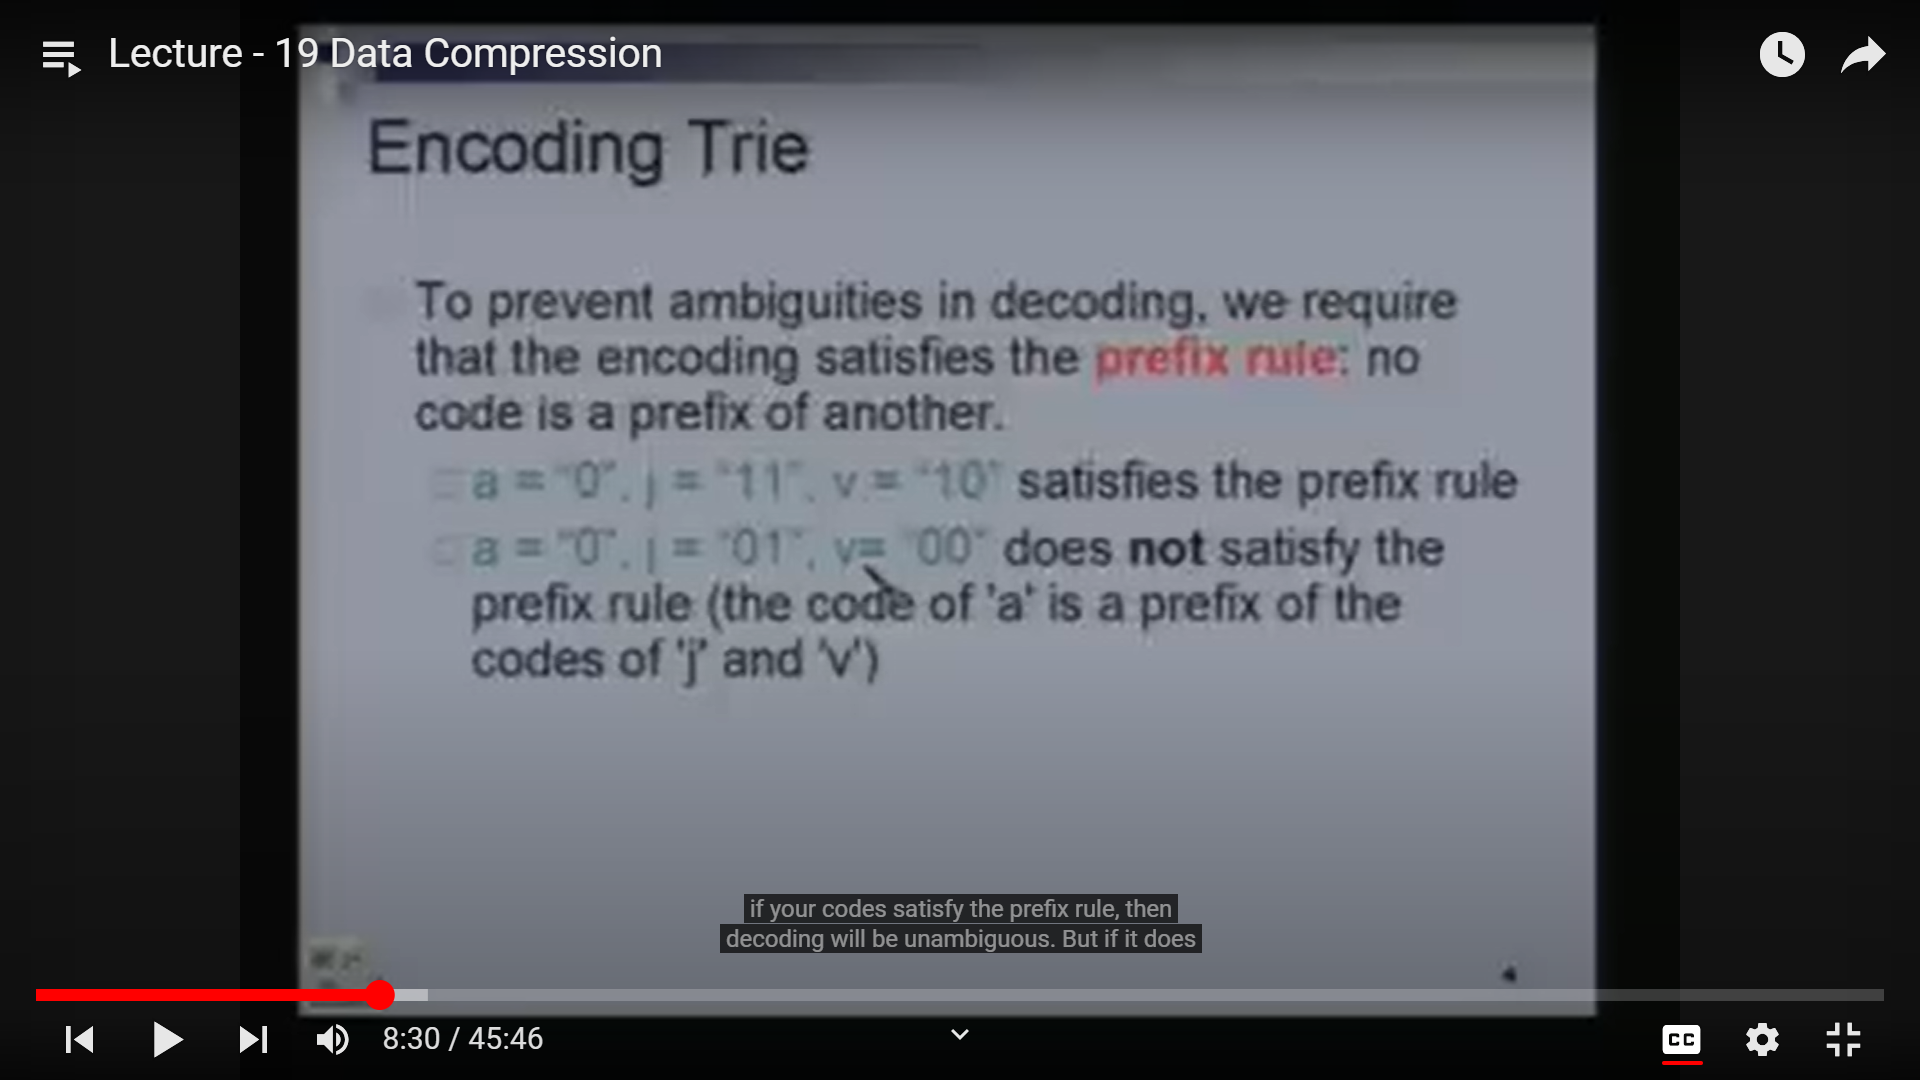 Lecture - 19 Data Compression
Encoding Trie
To prevent ambiguities in decoding, we require
that the encoding satisfies the prefix rule: no
code is a prefix of another.
a = "0", j = "11", v = "10" satisfies the prefix rule
a = "0", j = "01", v= "00" does not satisfy the
prefix rule (the code of 'a' is a prefix of the
codes of 'j' and 'v')
if your codes satisfy the prefix rule, then
decoding will be unambiguous. But if it does
4
8:30 / 45:46
CC